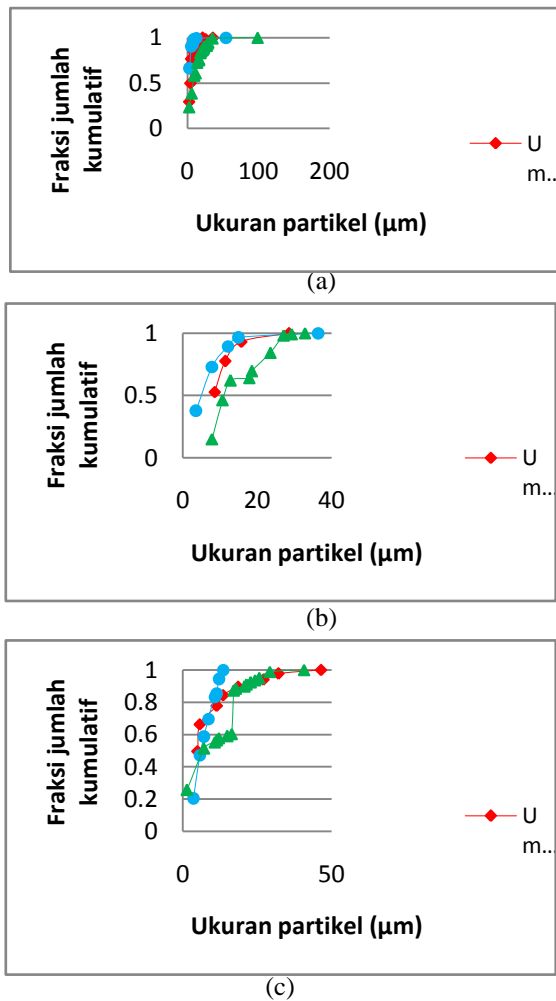 Fraksi jumlah
kumulatif
1
0.5
0
0 100 200
Ukuran partikel (µm)
U
m...
(a)
Fraksi jumlah
kumulatif
1
0.5
0
0 20 40
Ukuran partikel (µm)
U
m...
(b)
Fraksi jumlah
kumulatif
1
0.8
0.6
0.4
0.2
0
0 50
Ukuran partikel (µm)
U
m...
(c)